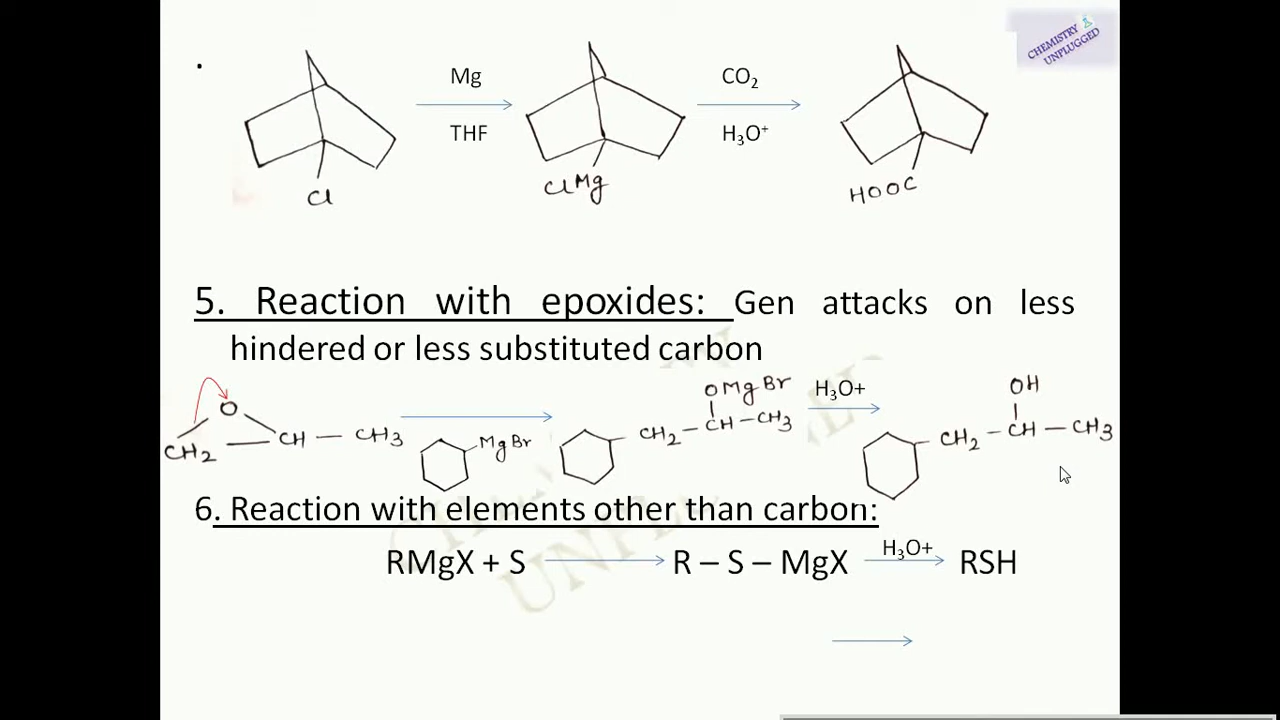 CHEMISTRY
UNPLUGGED
Mg
THF
CO₂
H₃O⁺
Cl
ClMg
HOOC
5. Reaction with epoxides: Gen attacks on less
hindered or less substituted carbon
O
CH₂ — CH — CH₃
MgBr
OMgBr
CH₂ – CH – CH₃
H₃O+
OH
CH₂ – CH – CH₃
6. Reaction with elements other than carbon:
RMgX + S R – S – MgX H₃O+ RSH